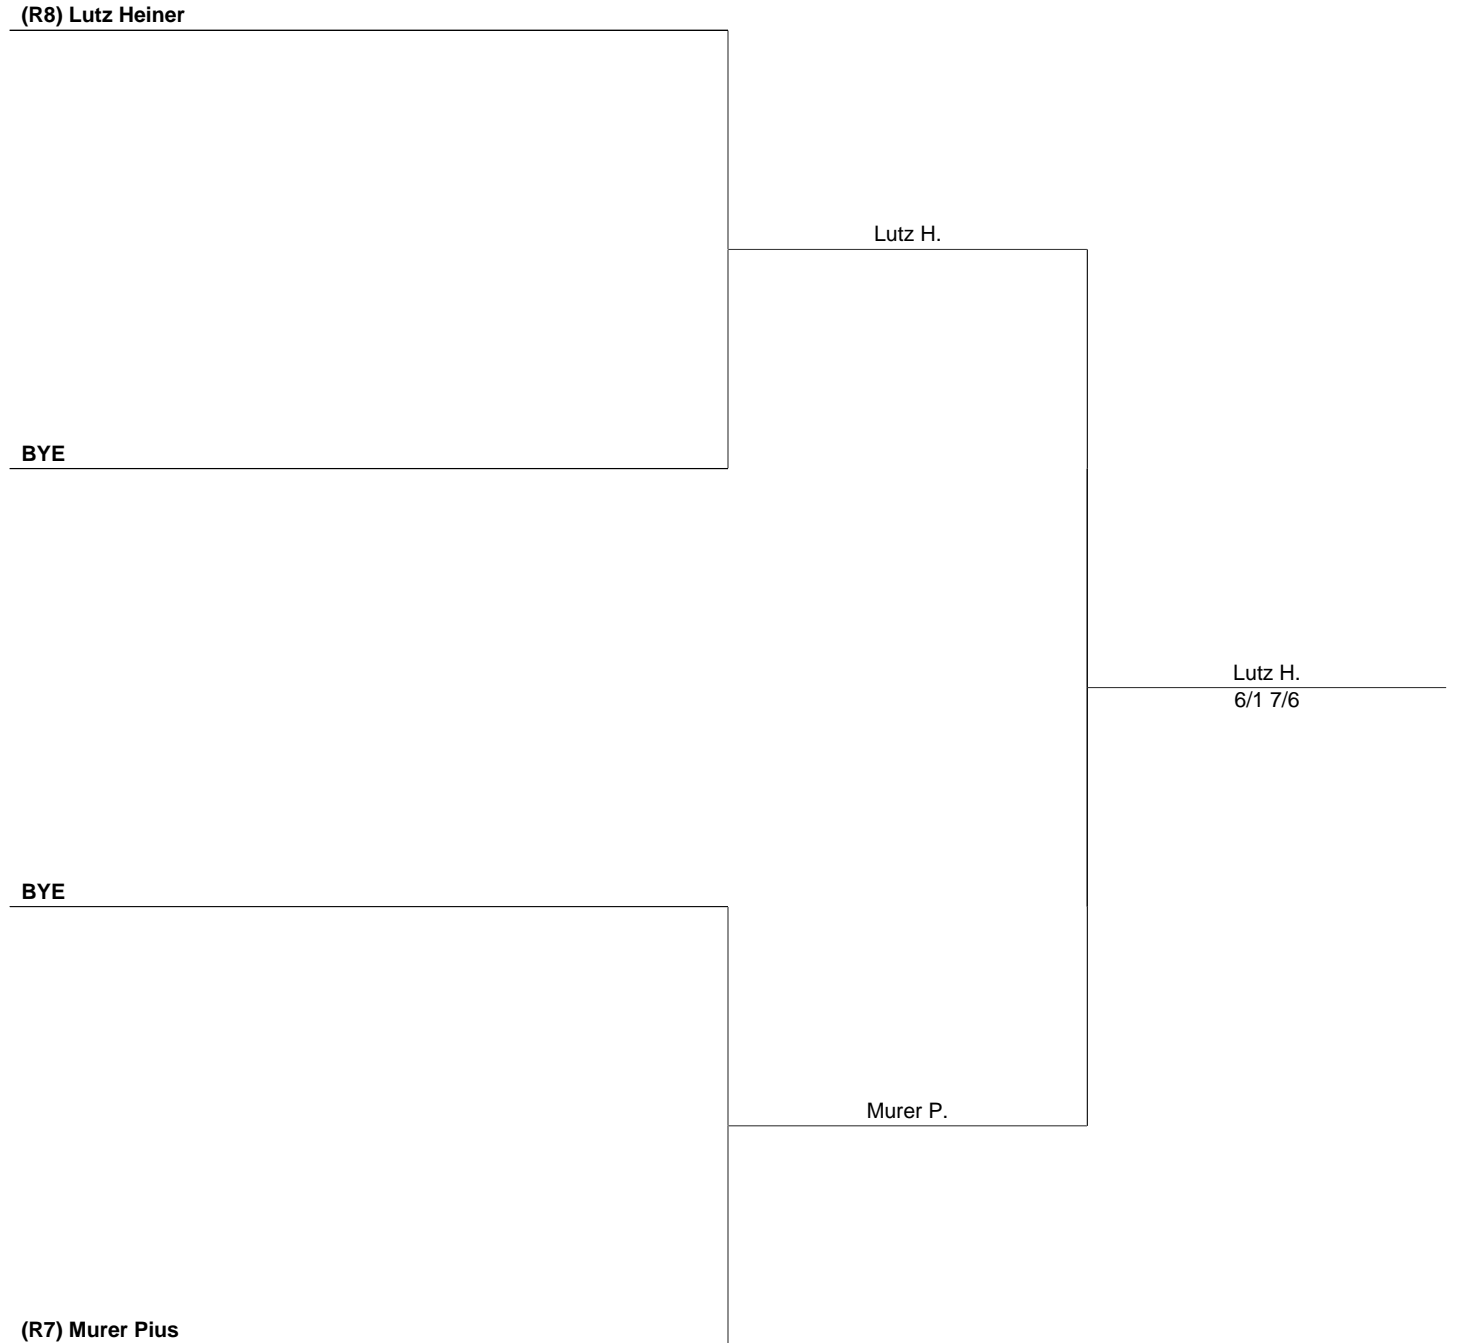 (R8) Lutz Heiner
Lutz H.
BYE
Lutz H.
6/1 7/6
BYE
Murer P.
(R7) Murer Pius